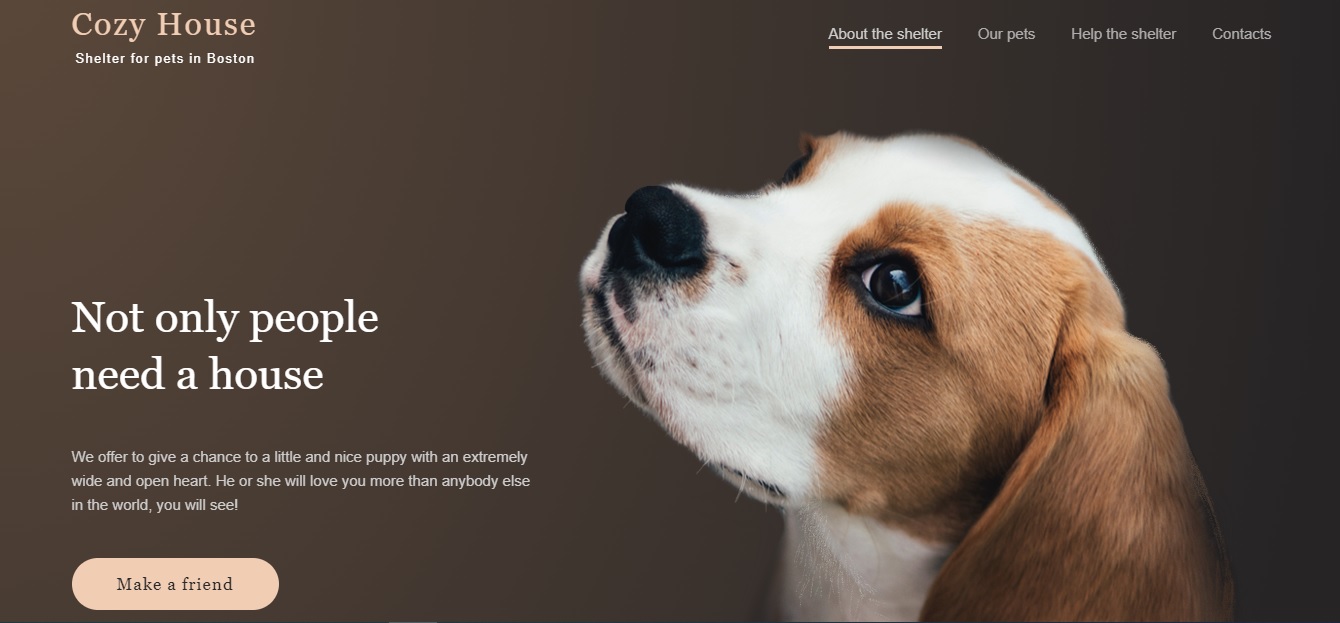 Cozy House
Shelter for pets in Boston
About the shelter
Our pets
Help the shelter
Contacts
Not only people
need a house
We offer to give a chance to a little and nice puppy with an extremely
wide and open heart. He or she will love you more than anybody else
in the world, you will see!
Make a friend